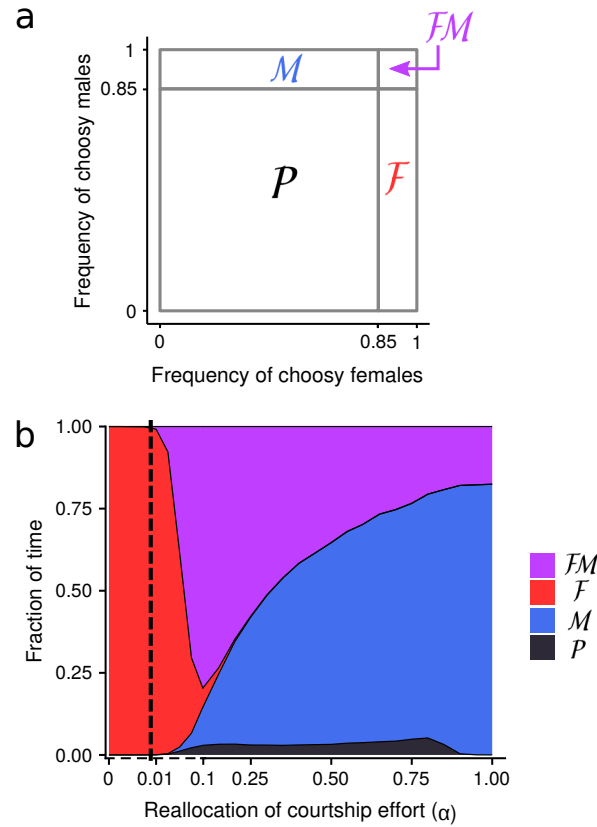 a
ℱℳ
1
ℳ
0.85
Frequency of choosy males
𝒫
ℱ
0
0
0.85
1
Frequency of choosy females
b
1.00
0.75
0.50
0.25
0.00
Fraction of time
ℱℳ
ℱ
ℳ
𝒫
0
0.01
0.1
0.25
0.50
0.75
1.00
Reallocation of courtship effort (α)